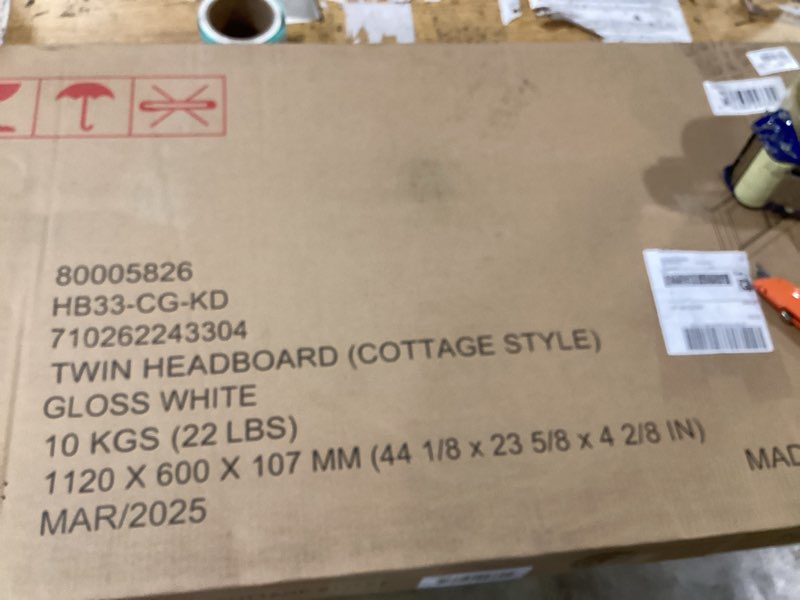 80005826
HB33-CG-KD
710262243304
TWIN HEADBOARD (COTTAGE STYLE)
GLOSS WHITE
10 KGS (22 LBS)
1120 X 600 X 107 MM (44 1/8 x 23 5/8 x 4 2/8 IN)
MAR/2025
MAD